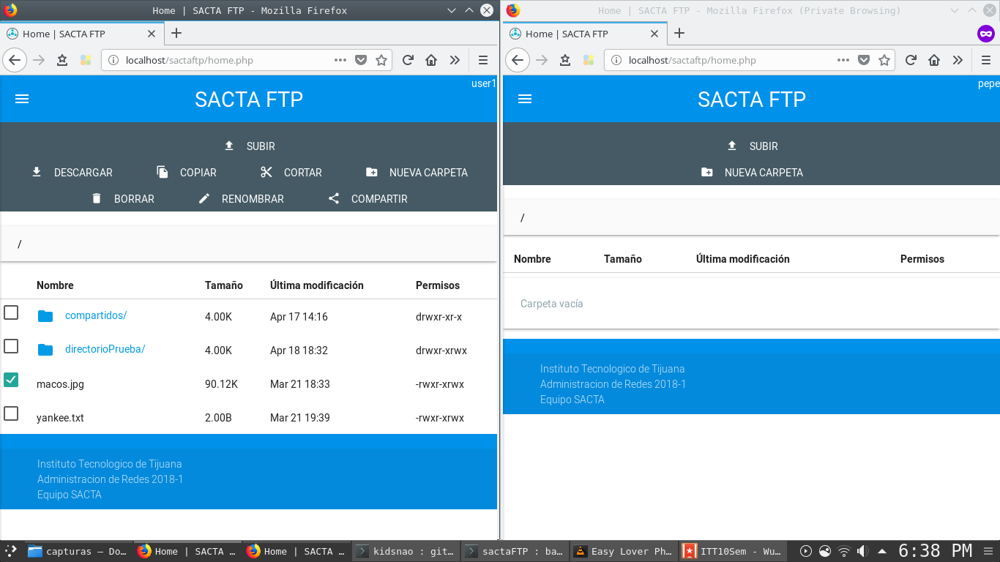 Home | SACTA FTP - Mozilla Firefox
Home | SACTA FTP
localhost/sactaftp/home.php
user1
SACTA FTP
SUBIR
DESCARGAR COPIAR CORTAR NUEVA CARPETA
BORRAR RENOMBRAR COMPARTIR
/
Nombre Tamaño Última modificación Permisos
compartidos/ 4.00K Apr 17 14:16 drwxr-xr-x
directorioPrueba/ 4.00K Apr 18 18:32 drwxr-xrwx
macos.jpg 90.12K Mar 21 18:33 -rwxr-xrwx
yankee.txt 2.00B Mar 21 19:39 -rwxr-xrwx
Instituto Tecnologico de Tijuana
Administracion de Redes 2018-1
Equipo SACTA
Home | SACTA FTP - Mozilla Firefox (Private Browsing)
Home | SACTA FTP
localhost/sactaftp/home.php
pepe
SACTA FTP
SUBIR
NUEVA CARPETA
/
Nombre Tamaño Última modificación Permisos
Carpeta vacía
Instituto Tecnologico de Tijuana
Administracion de Redes 2018-1
Equipo SACTA
capturas — Do... Home | SACTA ... Home | SACTA ... kidsnao : git... sactaFTP : ba... Easy Lover Ph... ITT10Sem - Wu... 6:38 PM